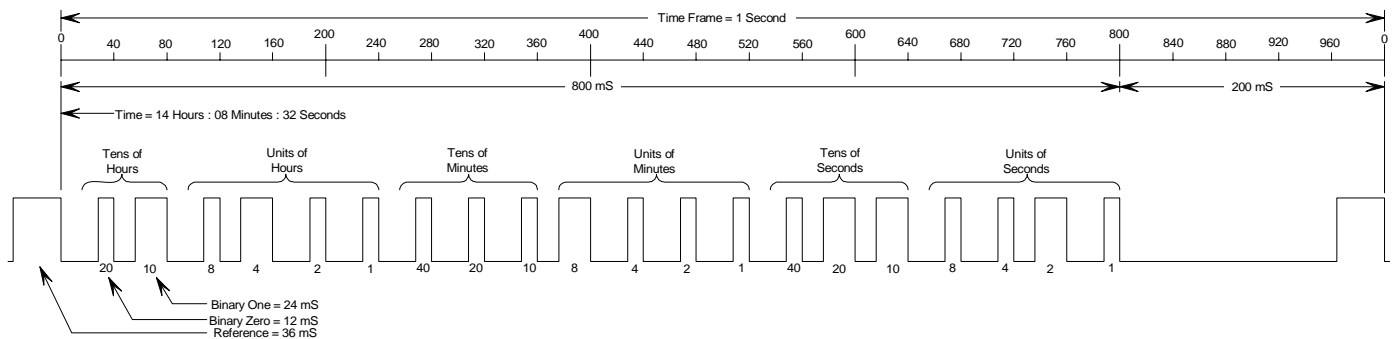 Time Frame = 1 Second
0 40 80 120 200 160 240 280 320 360 400 440 480 520 560 600 640 680 720 760 800 840 880 920 960 0
800 mS 200 mS
Time = 14 Hours : 08 Minutes : 32 Seconds
Tens of Hours
Units of Hours
Tens of Minutes
Units of Minutes
Tens of Seconds
Units of Seconds
20 10 8 4 2 1 40 20 10 8 4 2 1 40 20 10 8 4 2 1
Binary One = 24 mS
Binary Zero = 12 mS
Reference = 36 mS